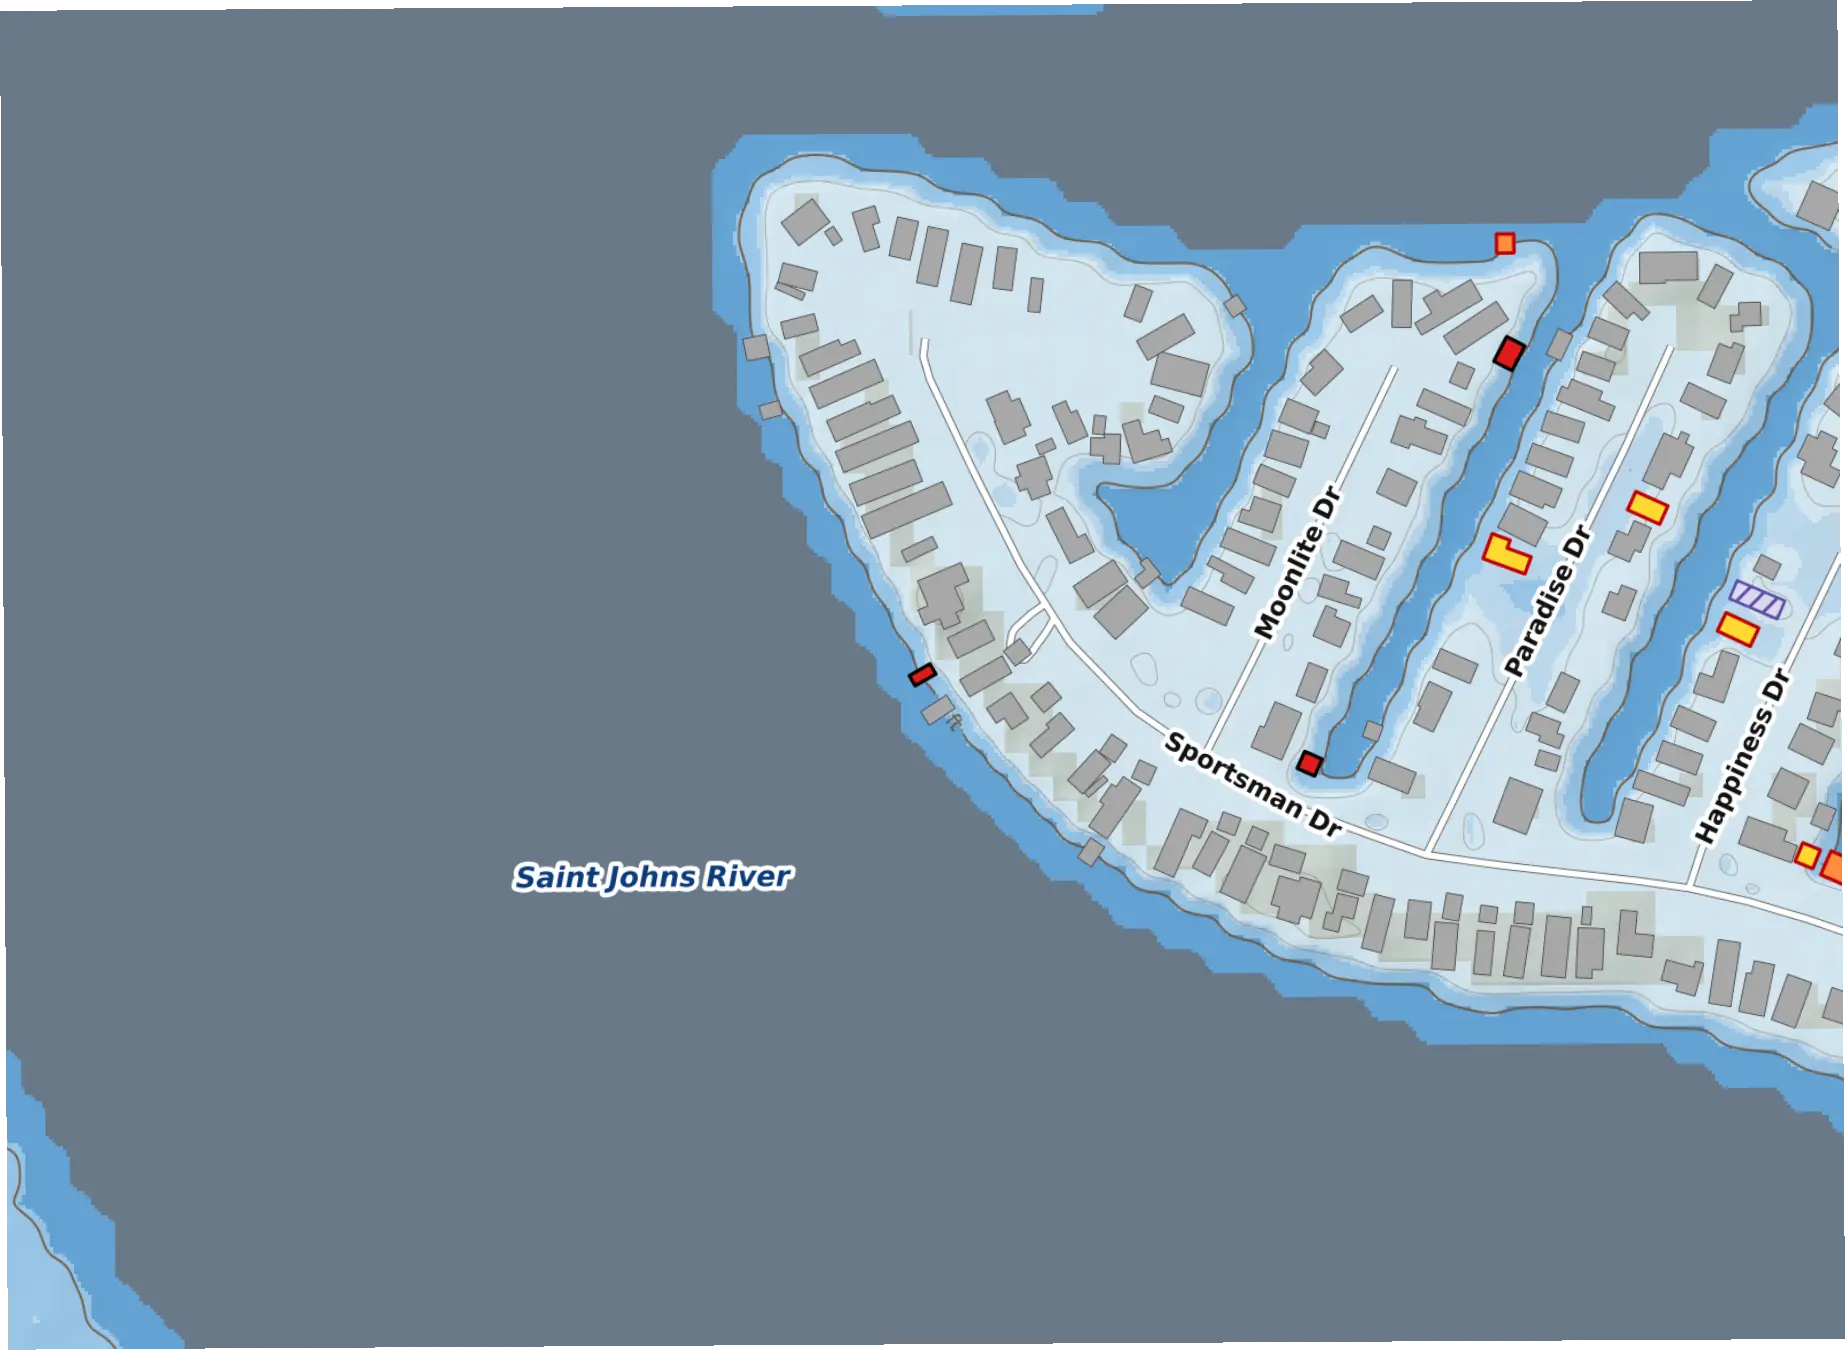 Moonlite Dr
Paradise Dr
Happiness Dr
Sportsman Dr
Saint Johns River